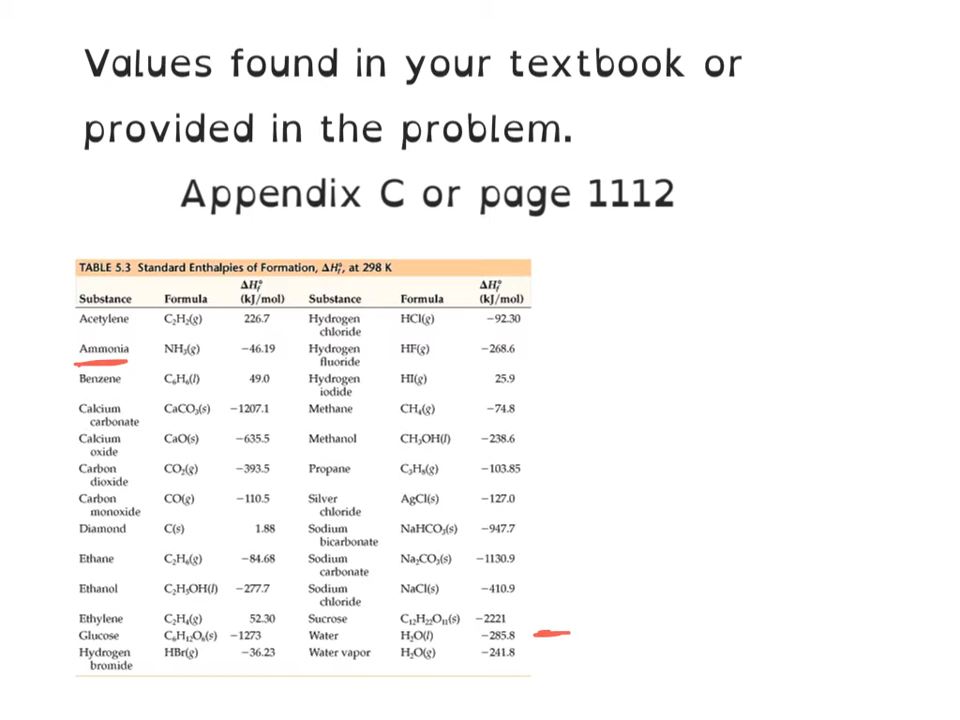 Values found in your textbook or
provided in the problem.
Appendix C or page 1112
TABLE 5.3 Standard Enthalpies of Formation, ΔH°f, at 298 K
ΔH°f ΔH°f
Substance Formula (kJ/mol) Substance Formula (kJ/mol)
Acetylene C₂H₂(g) 226.7 Hydrogen HCl(g) −92.30
chloride
Ammonia NH₃(g) −46.19 Hydrogen HF(g) −268.6
fluoride
Benzene C₆H₆(l) 49.0 Hydrogen HI(g) 25.9
iodide
Calcium CaCO₃(s) −1207.1 Methane CH₄(g) −74.8
carbonate
Calcium CaO(s) −635.5 Methanol CH₃OH(l) −238.6
oxide
Carbon CO₂(g) −393.5 Propane C₃H₈(g) −103.85
dioxide
Carbon CO(g) −110.5 Silver AgCl(s) −127.0
monoxide chloride
Diamond C(s) 1.88 Sodium NaHCO₃(s) −947.7
bicarbonate
Ethane C₂H₆(g) −84.68 Sodium Na₂CO₃(s) −1130.9
carbonate
Ethanol C₂H₅OH(l) −277.7 Sodium NaCl(s) −410.9
chloride
Ethylene C₂H₄(g) 52.30 Sucrose C₁₂H₂₂O₁₁(s) −2221
Glucose C₆H₁₂O₆(s) −1273 Water H₂O(l) −285.8
Hydrogen HBr(g) −36.23 Water vapor H₂O(g) −241.8
bromide